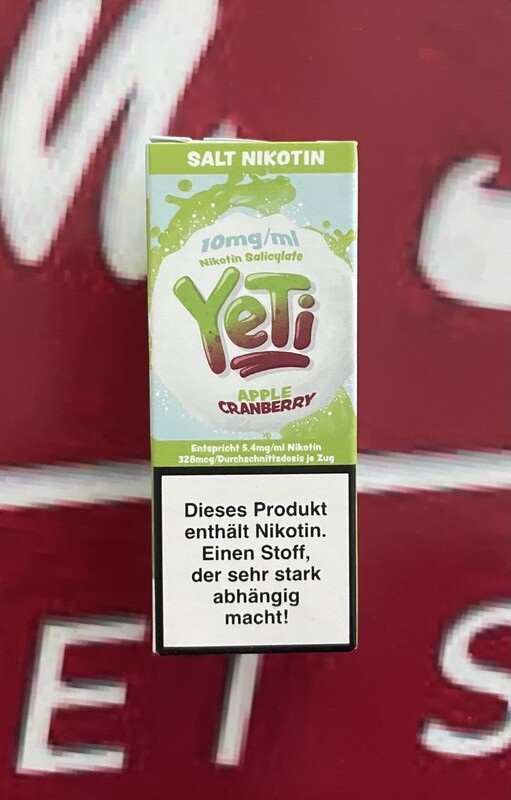 SALT NIKOTIN
10mg/ml
Nikotin Salicylate
YeTi
APPLE
CRANBERRY
Entspricht 5.4mg/ml Nikotin
328mcg/Durchschnittsdosis je Zug
Dieses Produkt
enthält Nikotin.
Einen Stoff,
der sehr stark
abhängig
macht!
E T S